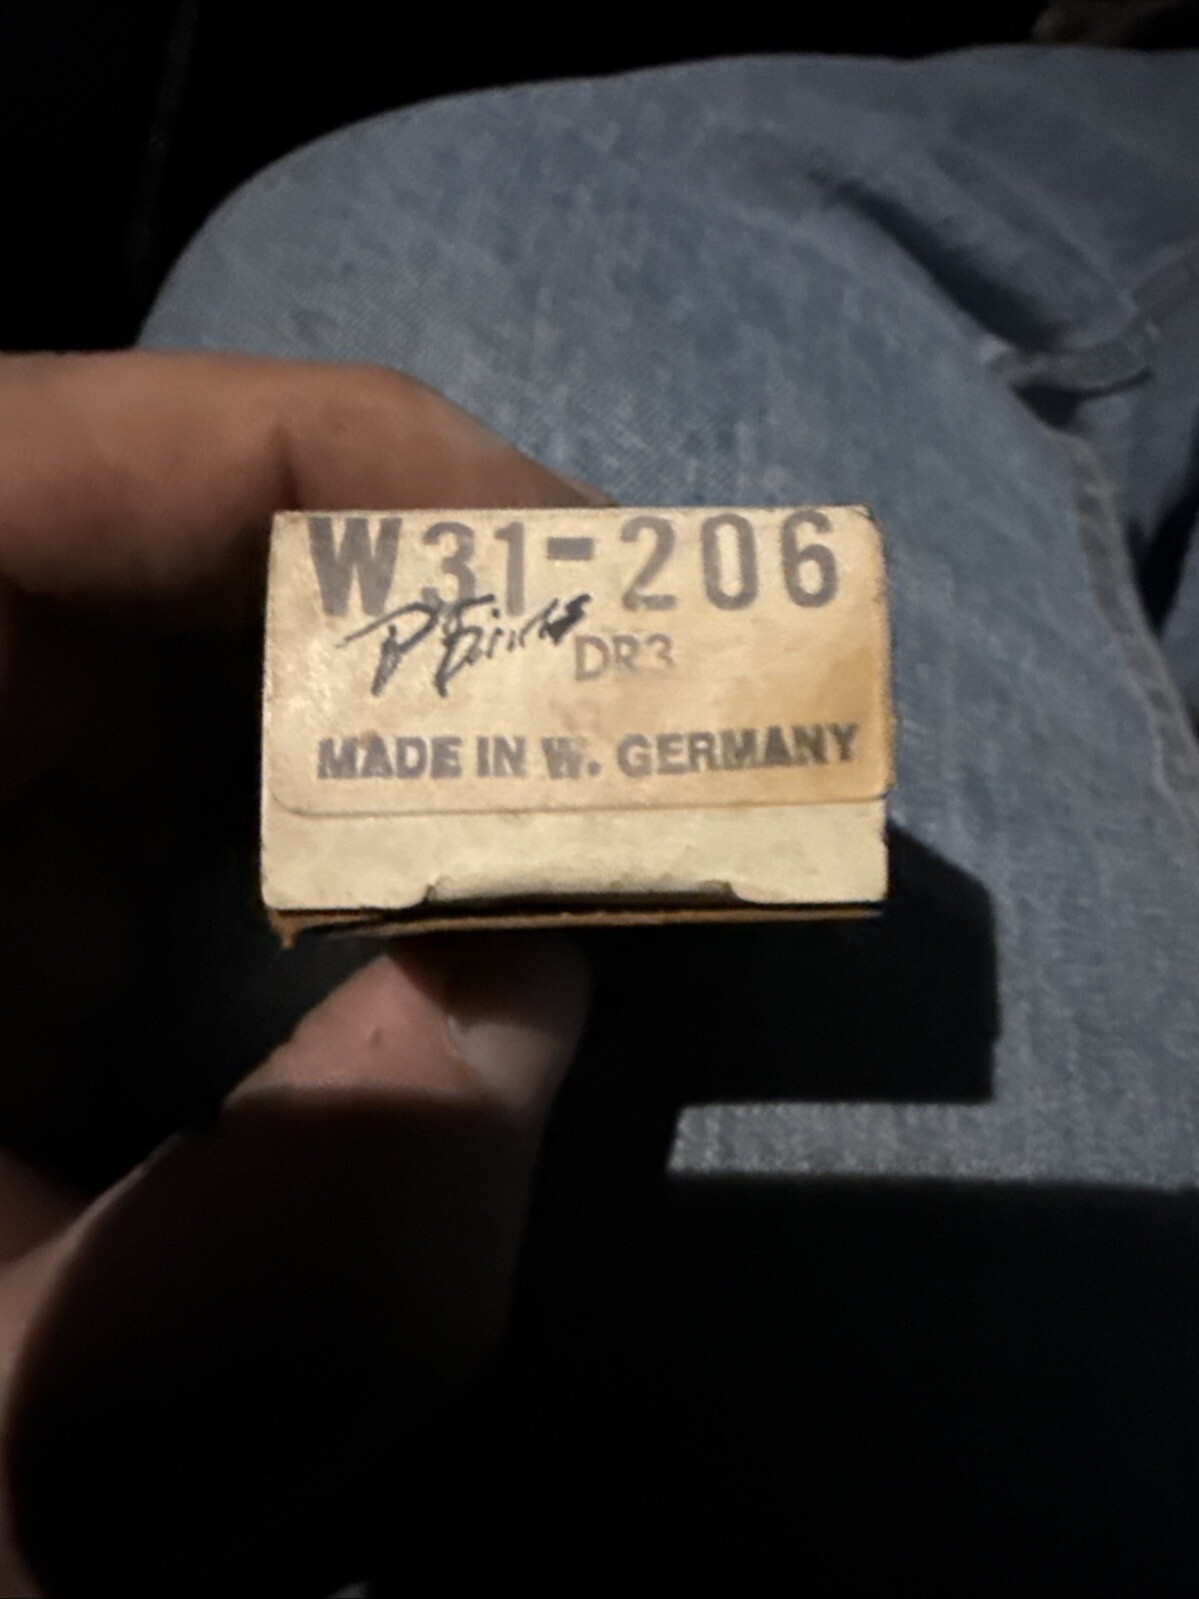 W31-206
DR3
MADE IN W. GERMANY